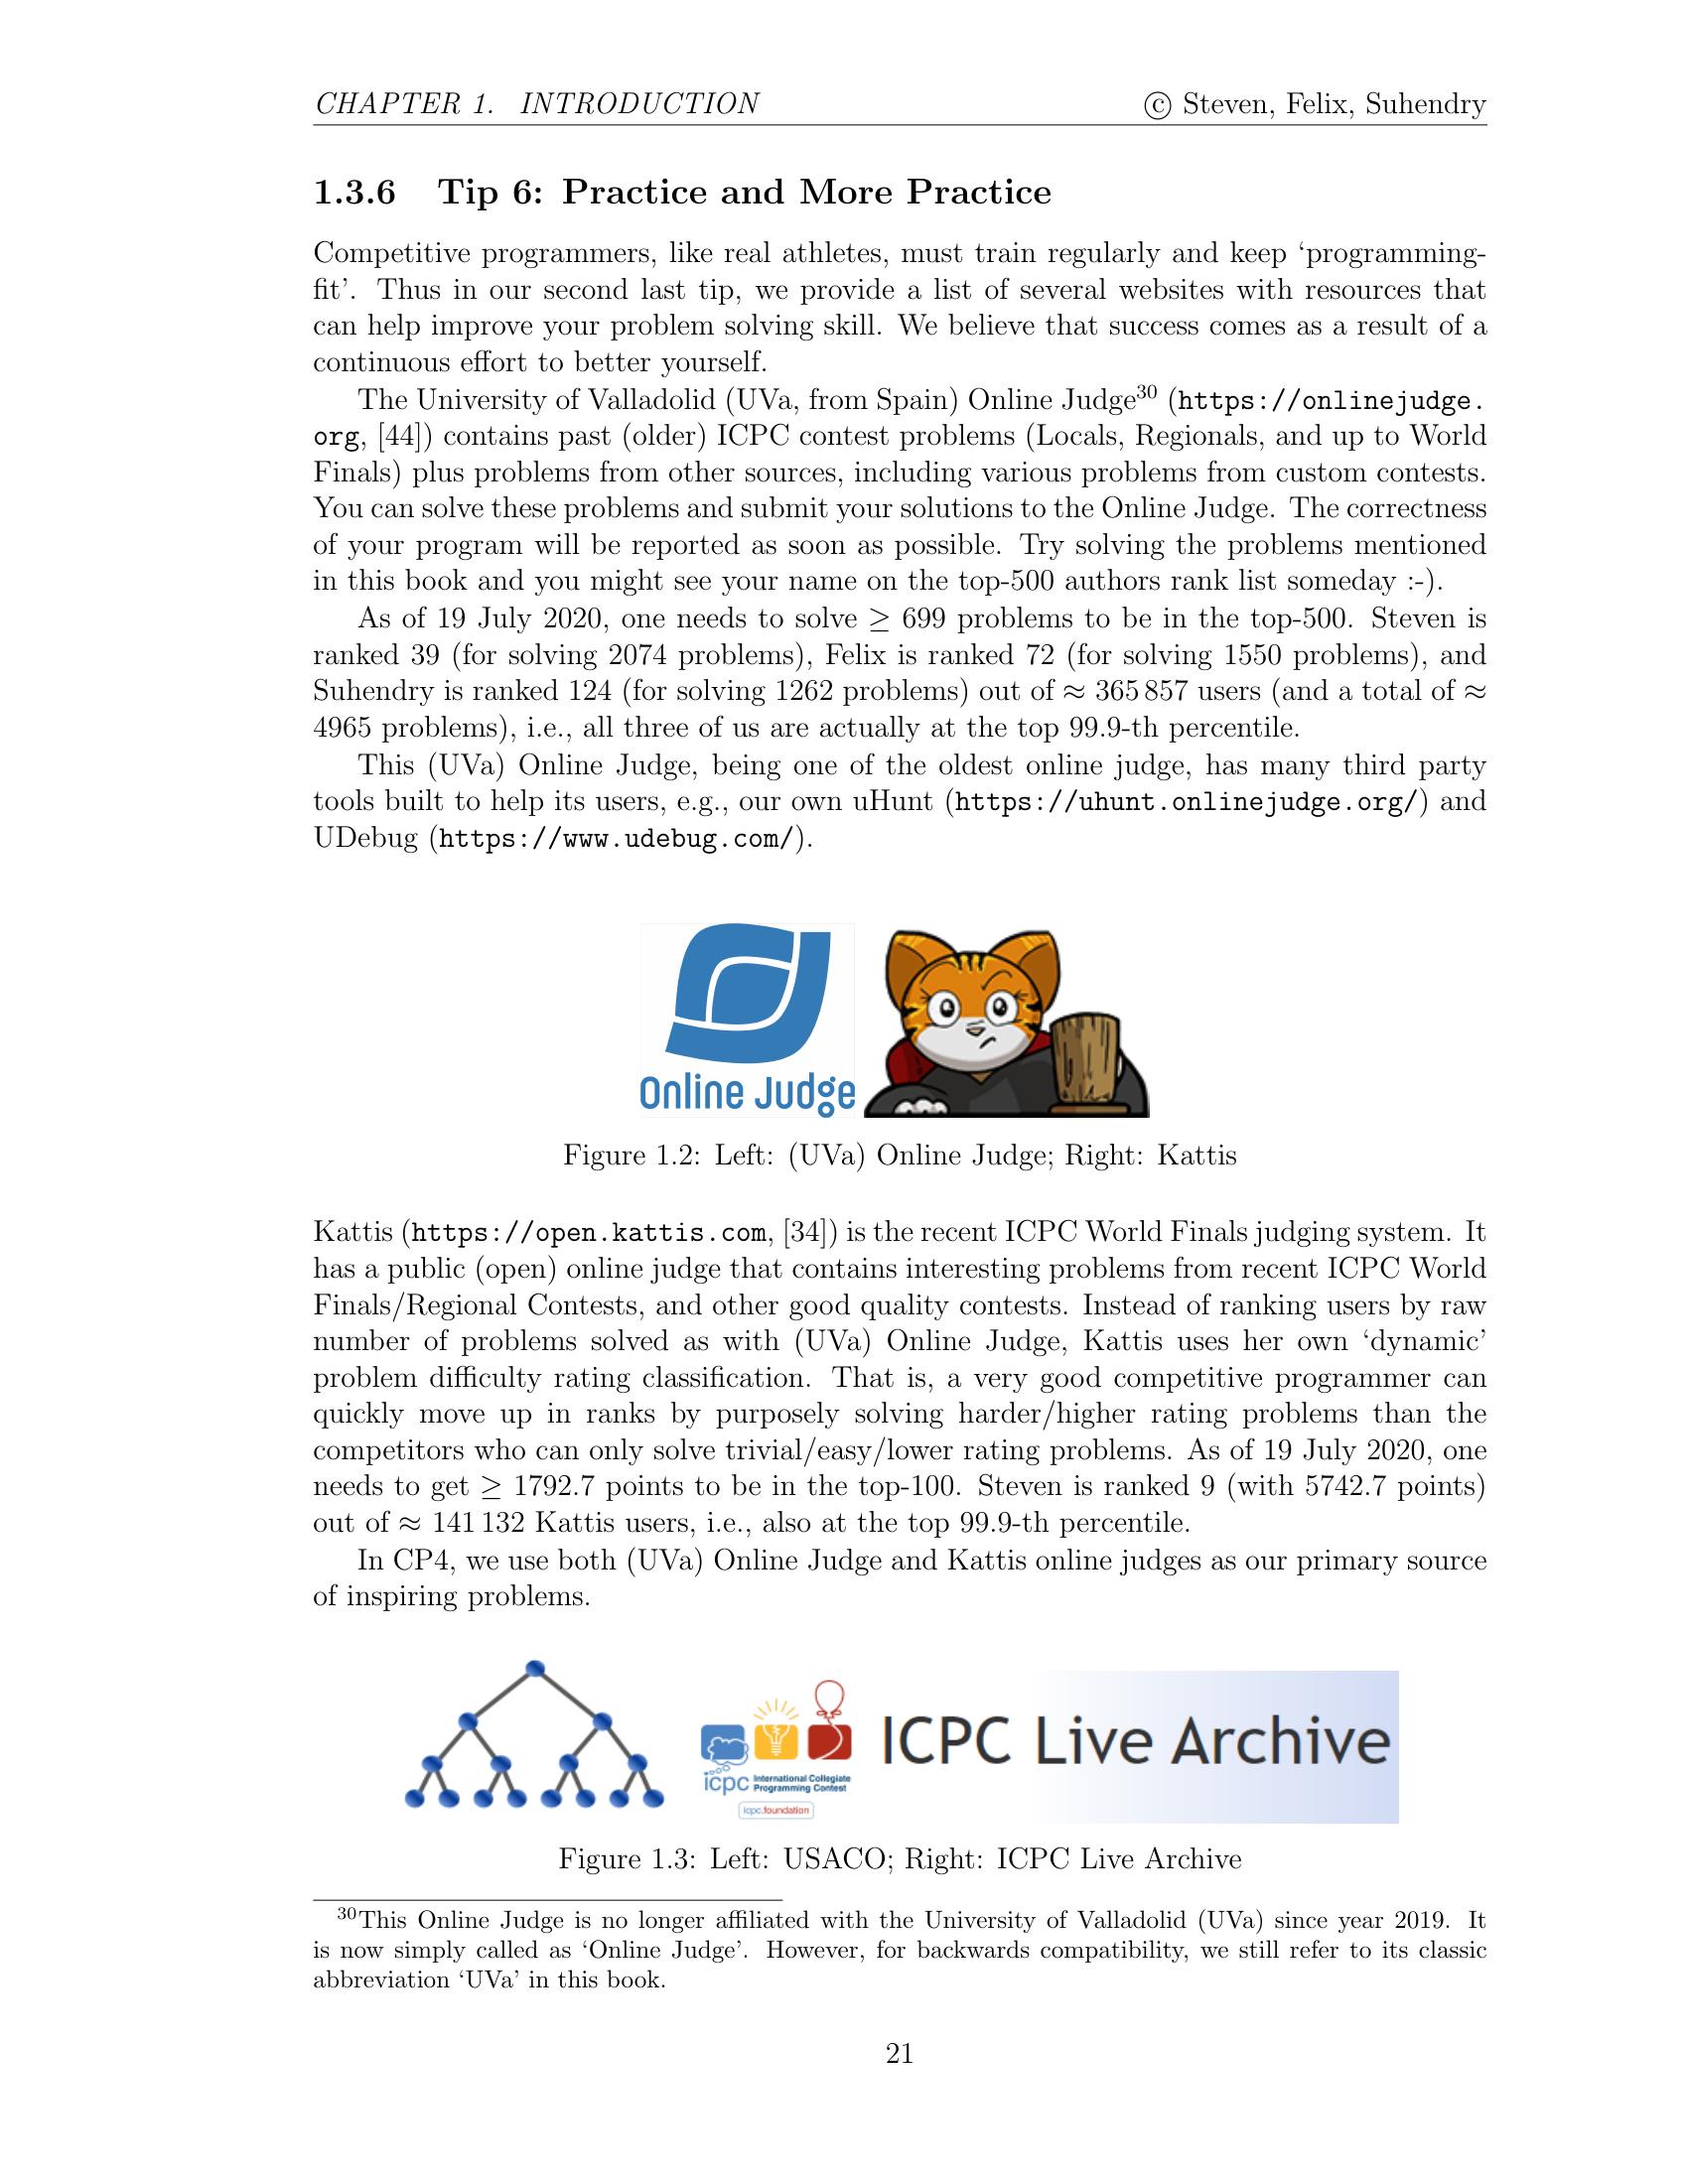 CHAPTER 1. INTRODUCTION © Steven, Felix, Suhendry
1.3.6 Tip 6: Practice and More Practice
Competitive programmers, like real athletes, must train regularly and keep ‘programming-
fit’. Thus in our second last tip, we provide a list of several websites with resources that
can help improve your problem solving skill. We believe that success comes as a result of a
continuous effort to better yourself.
The University of Valladolid (UVa, from Spain) Online Judge30 (https://onlinejudge.
org, [44]) contains past (older) ICPC contest problems (Locals, Regionals, and up to World
Finals) plus problems from other sources, including various problems from custom contests.
You can solve these problems and submit your solutions to the Online Judge. The correctness
of your program will be reported as soon as possible. Try solving the problems mentioned
in this book and you might see your name on the top-500 authors rank list someday :-).
As of 19 July 2020, one needs to solve ≥ 699 problems to be in the top-500. Steven is
ranked 39 (for solving 2074 problems), Felix is ranked 72 (for solving 1550 problems), and
Suhendry is ranked 124 (for solving 1262 problems) out of ≈ 365 857 users (and a total of ≈
4965 problems), i.e., all three of us are actually at the top 99.9-th percentile.
This (UVa) Online Judge, being one of the oldest online judge, has many third party
tools built to help its users, e.g., our own uHunt (https://uhunt.onlinejudge.org/) and
UDebug (https://www.udebug.com/).
Online Judge
Figure 1.2: Left: (UVa) Online Judge; Right: Kattis
Kattis (https://open.kattis.com, [34]) is the recent ICPC World Finals judging system. It
has a public (open) online judge that contains interesting problems from recent ICPC World
Finals/Regional Contests, and other good quality contests. Instead of ranking users by raw
number of problems solved as with (UVa) Online Judge, Kattis uses her own ‘dynamic’
problem difficulty rating classification. That is, a very good competitive programmer can
quickly move up in ranks by purposely solving harder/higher rating problems than the
competitors who can only solve trivial/easy/lower rating problems. As of 19 July 2020, one
needs to get ≥ 1792.7 points to be in the top-100. Steven is ranked 9 (with 5742.7 points)
out of ≈ 141 132 Kattis users, i.e., also at the top 99.9-th percentile.
In CP4, we use both (UVa) Online Judge and Kattis online judges as our primary source
of inspiring problems.
ICPC Live Archive
icpc International Collegiate
Programming Contest
icpc.foundation
Figure 1.3: Left: USACO; Right: ICPC Live Archive
30This Online Judge is no longer affiliated with the University of Valladolid (UVa) since year 2019. It
is now simply called as ‘Online Judge’. However, for backwards compatibility, we still refer to its classic
abbreviation ‘UVa’ in this book.
21